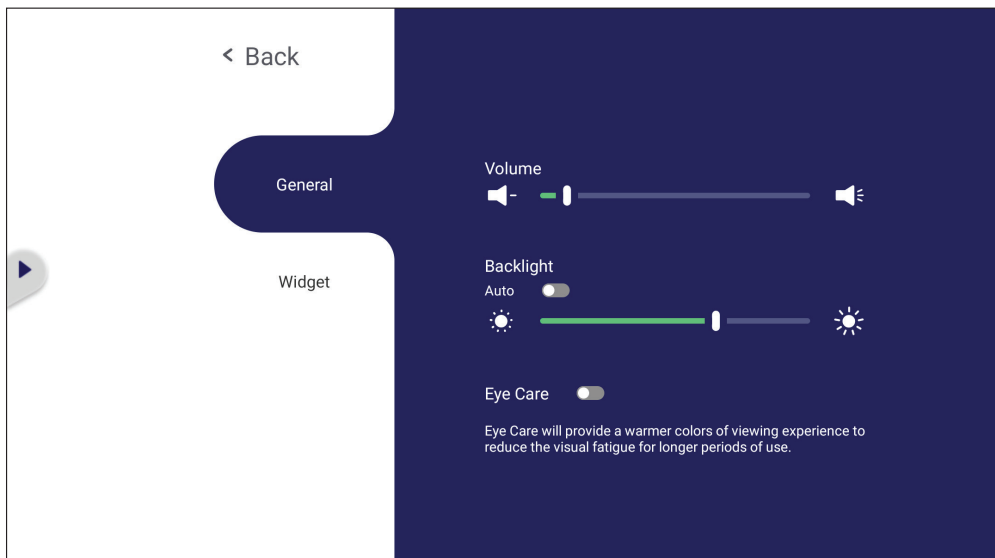 Back
General
Widget
Volume
Backlight
Auto
Eye Care
Eye Care will provide a warmer colors of viewing experience to
reduce the visual fatigue for longer periods of use.